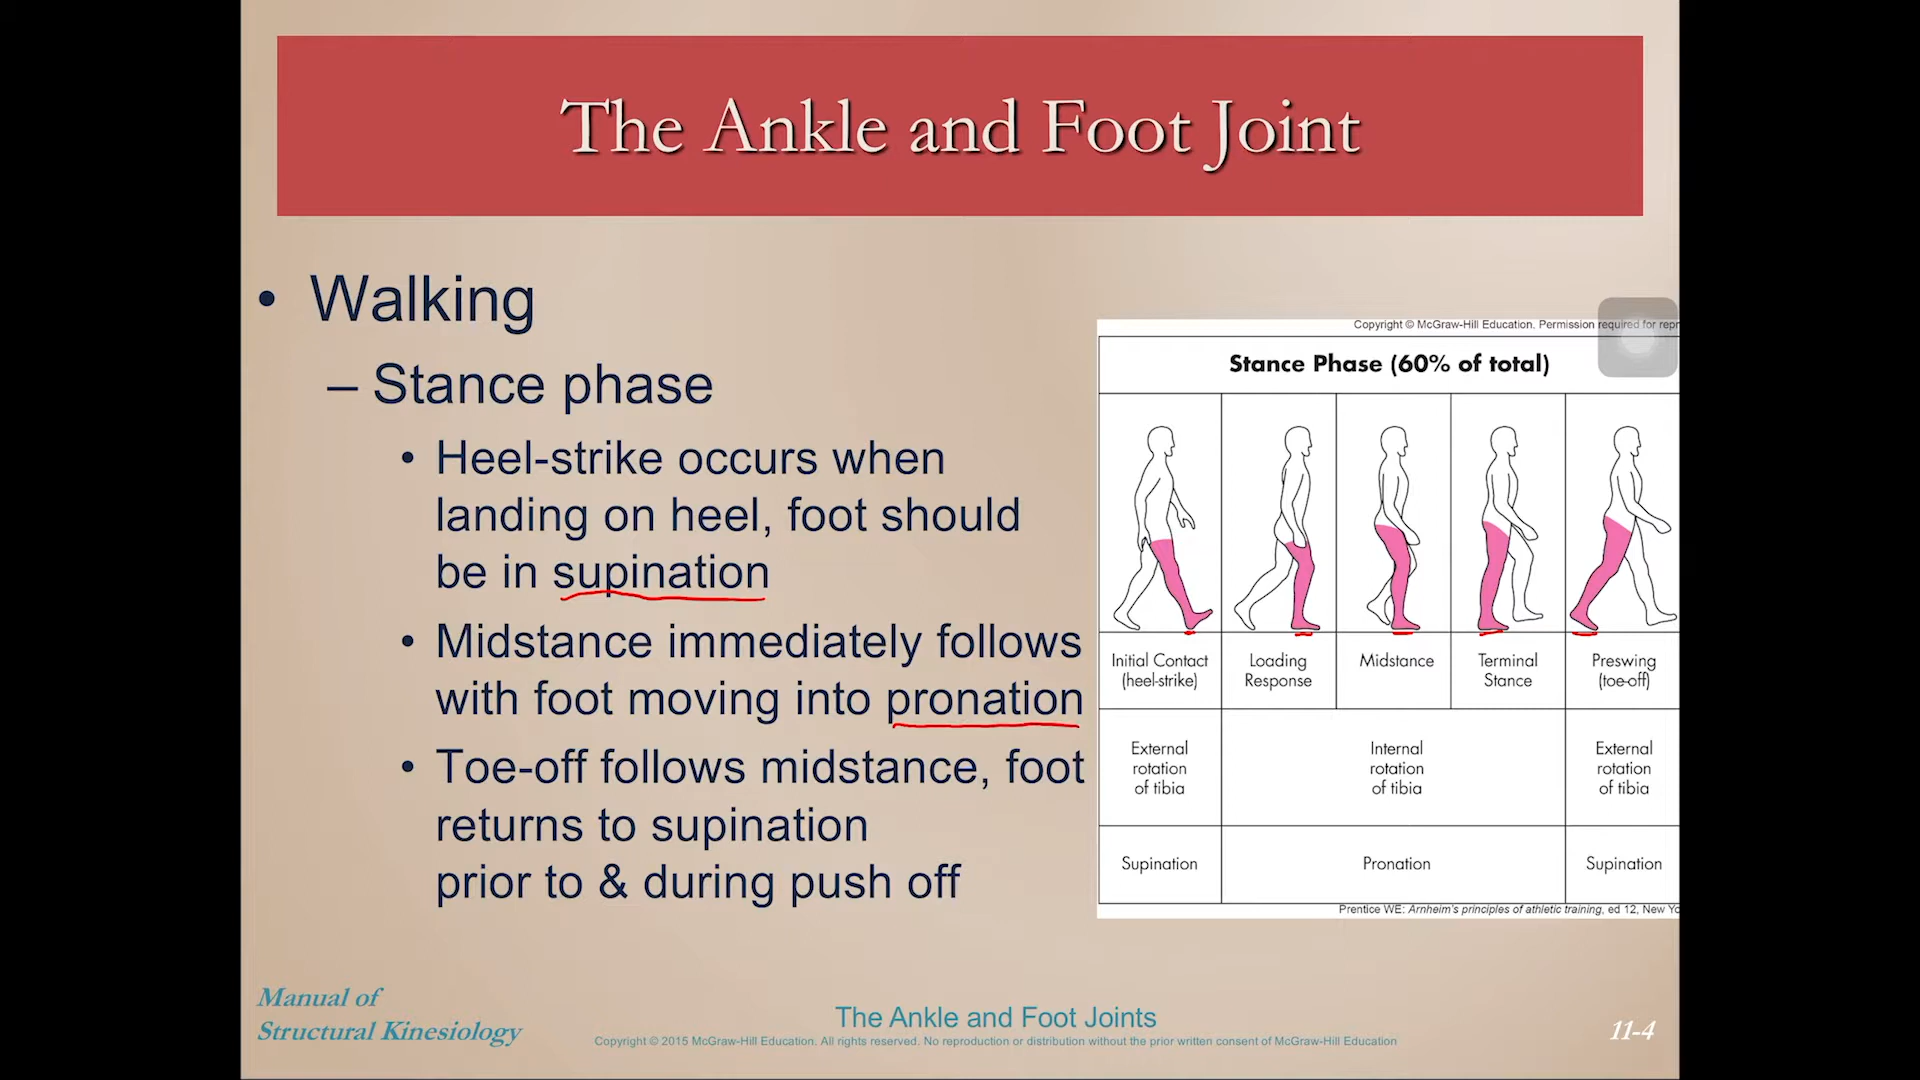 The Ankle and Foot Joint
• Walking
– Stance phase
• Heel-strike occurs when
landing on heel, foot should
be in supination
• Midstance immediately follows
with foot moving into pronation
• Toe-off follows midstance, foot
returns to supination
prior to & during push off
Copyright © McGraw-Hill Education. Permission required for repr
Stance Phase (60% of total)
Initial Contact
(heel-strike)
Loading
Response
Midstance
Terminal
Stance
Preswing
(toe-off)
External
rotation
of tibia
Internal
rotation
of tibia
External
rotation
of tibia
Supination
Pronation
Supination
Prentice WE: Arnheim's principles of athletic training, ed 12, New Yo
Manual of
Structural Kinesiology
The Ankle and Foot Joints
Copyright © 2015 McGraw-Hill Education. All rights reserved. No reproduction or distribution without the prior written consent of McGraw-Hill Education
11-4